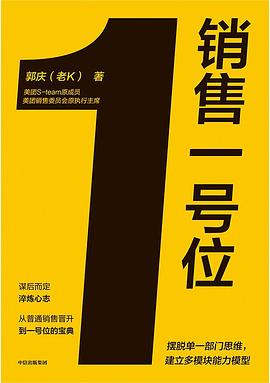 销售一号位
1
郭庆（老K） 著
美团S-team原成员
美团销售委员会原执行主席
谋后而定
淬炼心志
从普通销售晋升
到一号位的宝典
摆脱单一部门思维，
建立多模块能力模型
中信出版集团